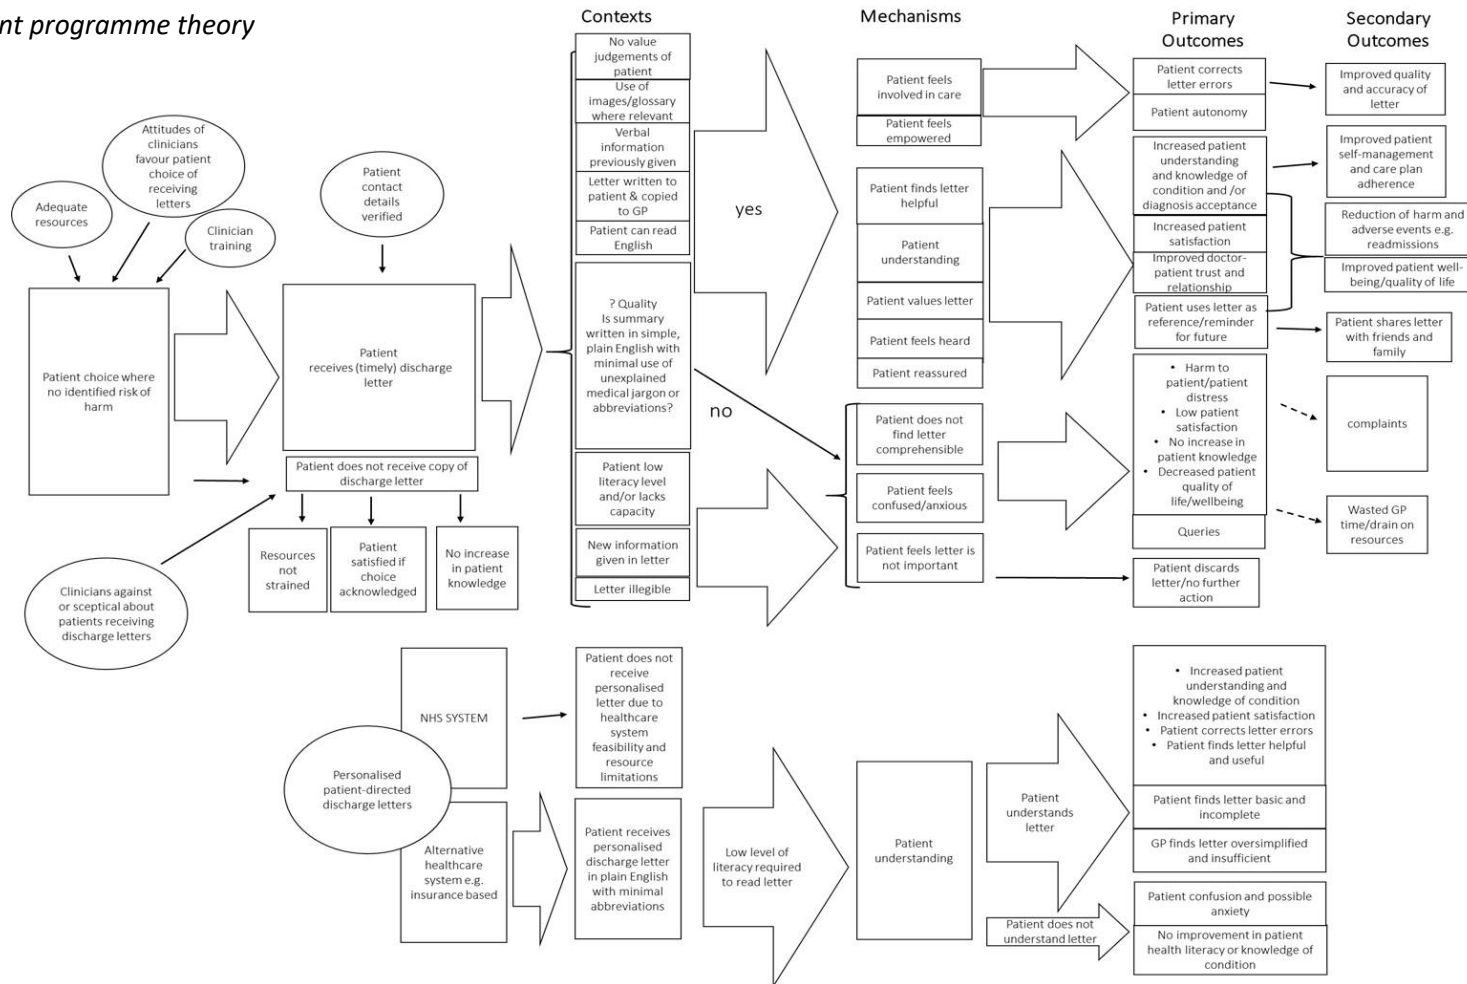 nt programme theory
Contexts
Mechanisms
Primary
Outcomes
Secondary
Outcomes
Adequate
resources
Attitudes of
clinicians
favour patient
choice of
receiving
letters
Clinician
training
Patient choice where
no identified risk of
harm
Patient
contact
details
verified
Patient
receives (timely) discharge
letter
Patient does not receive copy of
discharge letter
Resources
not
strained
Patient
satisfied if
choice
acknowledged
No increase
in patient
knowledge
Clinicians against
or sceptical about
patients receiving
discharge letters
No value
judgements of
patient
Use of
images/glossary
where relevant
Verbal
information
previously given
Letter written to
patient & copied
to GP
Patient can read
English
? Quality
Is summary
written in simple,
plain English with
minimal use of
unexplained
medical jargon or
abbreviations?
Patient low
literacy level
and/or lacks
capacity
New information
given in letter
Letter illegible
yes
no
Patient feels
involved in care
Patient feels
empowered
Patient finds letter
helpful
Patient
understanding
Patient values letter
Patient feels heard
Patient reassured
Patient does not
find letter
comprehensible
Patient feels
confused/anxious
Patient feels letter is
not important
Patient corrects
letter errors
Patient autonomy
Increased patient
understanding
and knowledge of
condition and /or
diagnosis acceptance
Increased patient
satisfaction
Improved doctor-
patient trust and
relationship
Patient uses letter as
reference/reminder
for future
• Harm to
patient/patient
distress
• Low patient
satisfaction
• No increase in
patient knowledge
• Decreased patient
quality of
life/wellbeing
Queries
Patient discards
letter/no further
action
Improved quality
and accuracy of
letter
Improved patient
self-management
and care plan
adherence
Reduction of harm and
adverse events e.g.
readmissions
Improved patient well-
being/quality of life
Patient shares letter
with friends and
family
complaints
Wasted GP
time/drain on
resources
Personalised
patient-directed
discharge letters
NHS SYSTEM
Alternative
healthcare
system e.g.
insurance based
Patient does not
receive
personalised
letter due to
healthcare
system
feasibility and
resource
limitations
Patient receives
personalised
discharge letter
in plain English
with minimal
abbreviations
Low level of
literacy required
to read letter
Patient
understanding
Patient
understands
letter
Patient does not
understand letter
• Increased patient
understanding and
knowledge of condition
• Increased patient satisfaction
• Patient corrects letter errors
• Patient finds letter helpful
and useful
Patient finds letter basic and
incomplete
GP finds letter oversimplified
and insufficient
Patient confusion and possible
anxiety
No improvement in patient
health literacy or knowledge of
condition